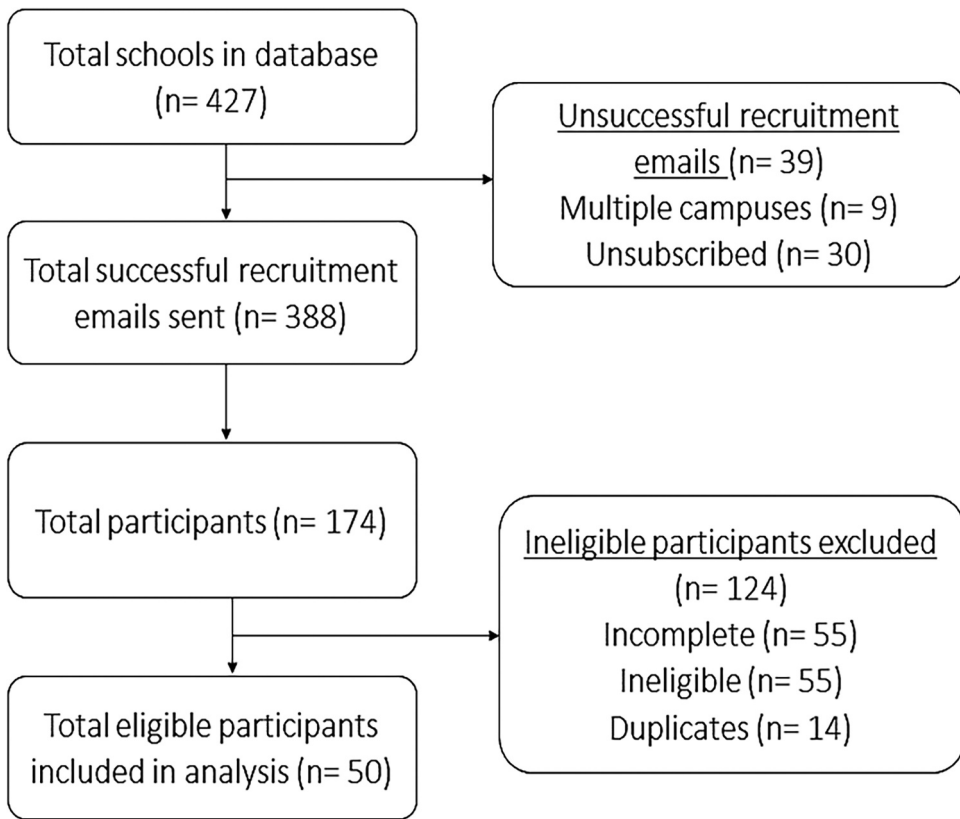 Total schools in database
(n= 427)
Unsuccessful recruitment
emails (n= 39)
Multiple campuses (n= 9)
Unsubscribed (n= 30)
Total successful recruitment
emails sent (n= 388)
Total participants (n= 174)
Ineligible participants excluded
(n= 124)
Incomplete (n= 55)
Ineligible (n= 55)
Duplicates (n= 14)
Total eligible participants
included in analysis (n= 50)